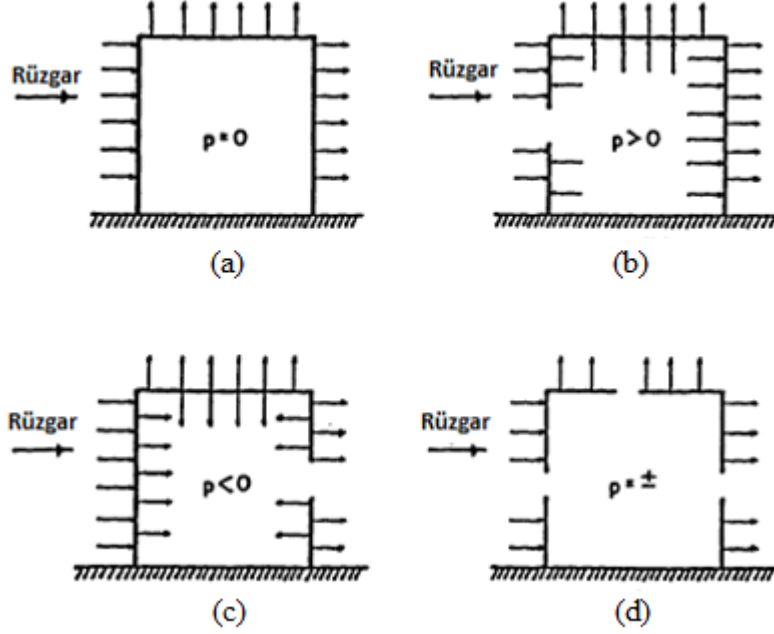 Rüzgar
p = 0
(a)
Rüzgar
p > 0
(b)
Rüzgar
p < 0
(c)
Rüzgar
p = ±
(d)